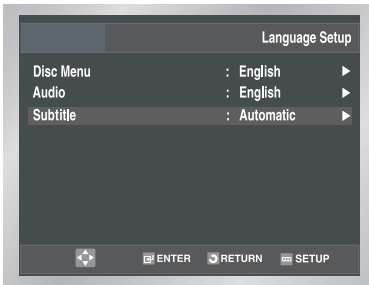 Language Setup
Disc Menu : English ►
Audio : English ►
Subtitle : Automatic ►
ENTER RETURN SETUP